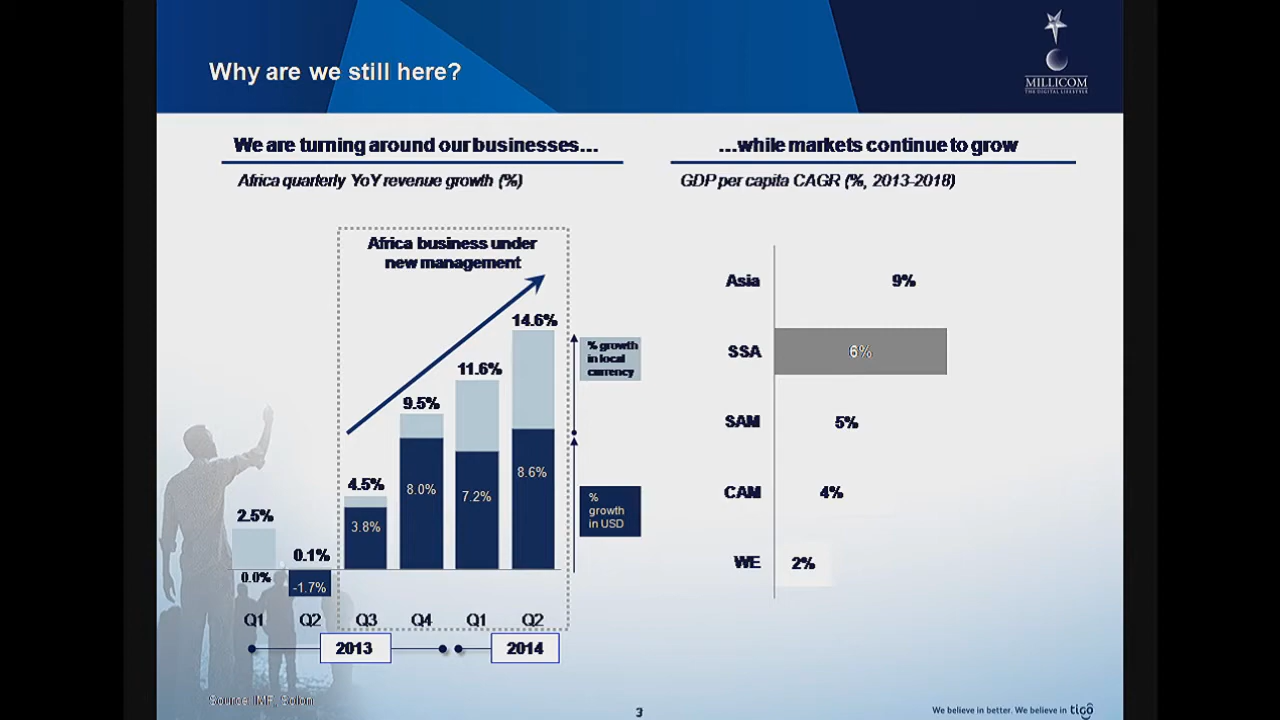 Why are we still here?
MILLICOM
THE DIGITAL LIFESTYLE
We are turning around our businesses...
Africa quarterly YoY revenue growth (%)
Africa business under
new management
14.6%
11.6%
9.5%
4.5%
2.5%
0.1%
0.0%
-1.7%
3.8%
8.0%
7.2%
8.6%
% growth
in local
currency
%
growth
in USD
Q1 Q2 Q3 Q4 Q1 Q2
2013 2014
...while markets continue to grow
GDP per capita CAGR (%, 2013-2018)
Asia 9%
SSA 6%
SAM 5%
CAM 4%
WE 2%
Source IMF, Solon
3
We believe in better. We believe in tigo